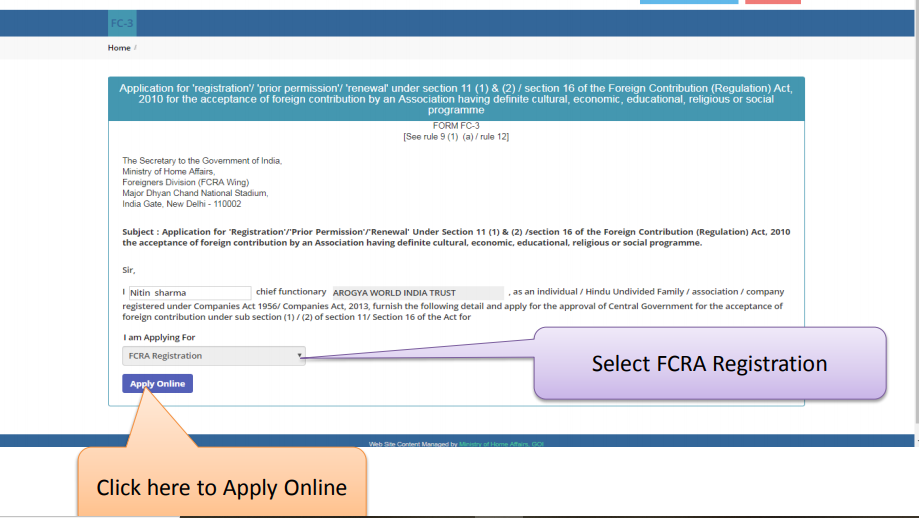 FC-3
Home /
Application for 'registration'/ 'prior permission'/ 'renewal' under section 11 (1) & (2) / section 16 of the Foreign Contribution (Regulation) Act,
2010 for the acceptance of foreign contribution by an Association having definite cultural, economic, educational, religious or social
programme
FORM FC-3
[See rule 9 (1) (a) / rule 12]
The Secretary to the Government of India,
Ministry of Home Affairs,
Foreigners Division (FCRA Wing)
Major Dhyan Chand National Stadium,
India Gate, New Delhi - 110002
Subject : Application for 'Registration'/'Prior Permission'/'Renewal' Under Section 11 (1) & (2) /section 16 of the Foreign Contribution (Regulation) Act, 2010
the acceptance of foreign contribution by an Association having definite cultural, economic, educational, religious or social programme.
Sir,
I Nitin sharma chief functionary AROGYA WORLD INDIA TRUST , as an individual / Hindu Undivided Family / association / company
registered under Companies Act 1956/ Companies Act, 2013, furnish the following detail and apply for the approval of Central Government for the acceptance of
foreign contribution under sub section (1) / (2) of section 11/ Section 16 of the Act for
I am Applying For
FCRA Registration
Select FCRA Registration
Apply Online
Web Site Content Managed by Ministry of Home Affairs, GOI
Click here to Apply Online